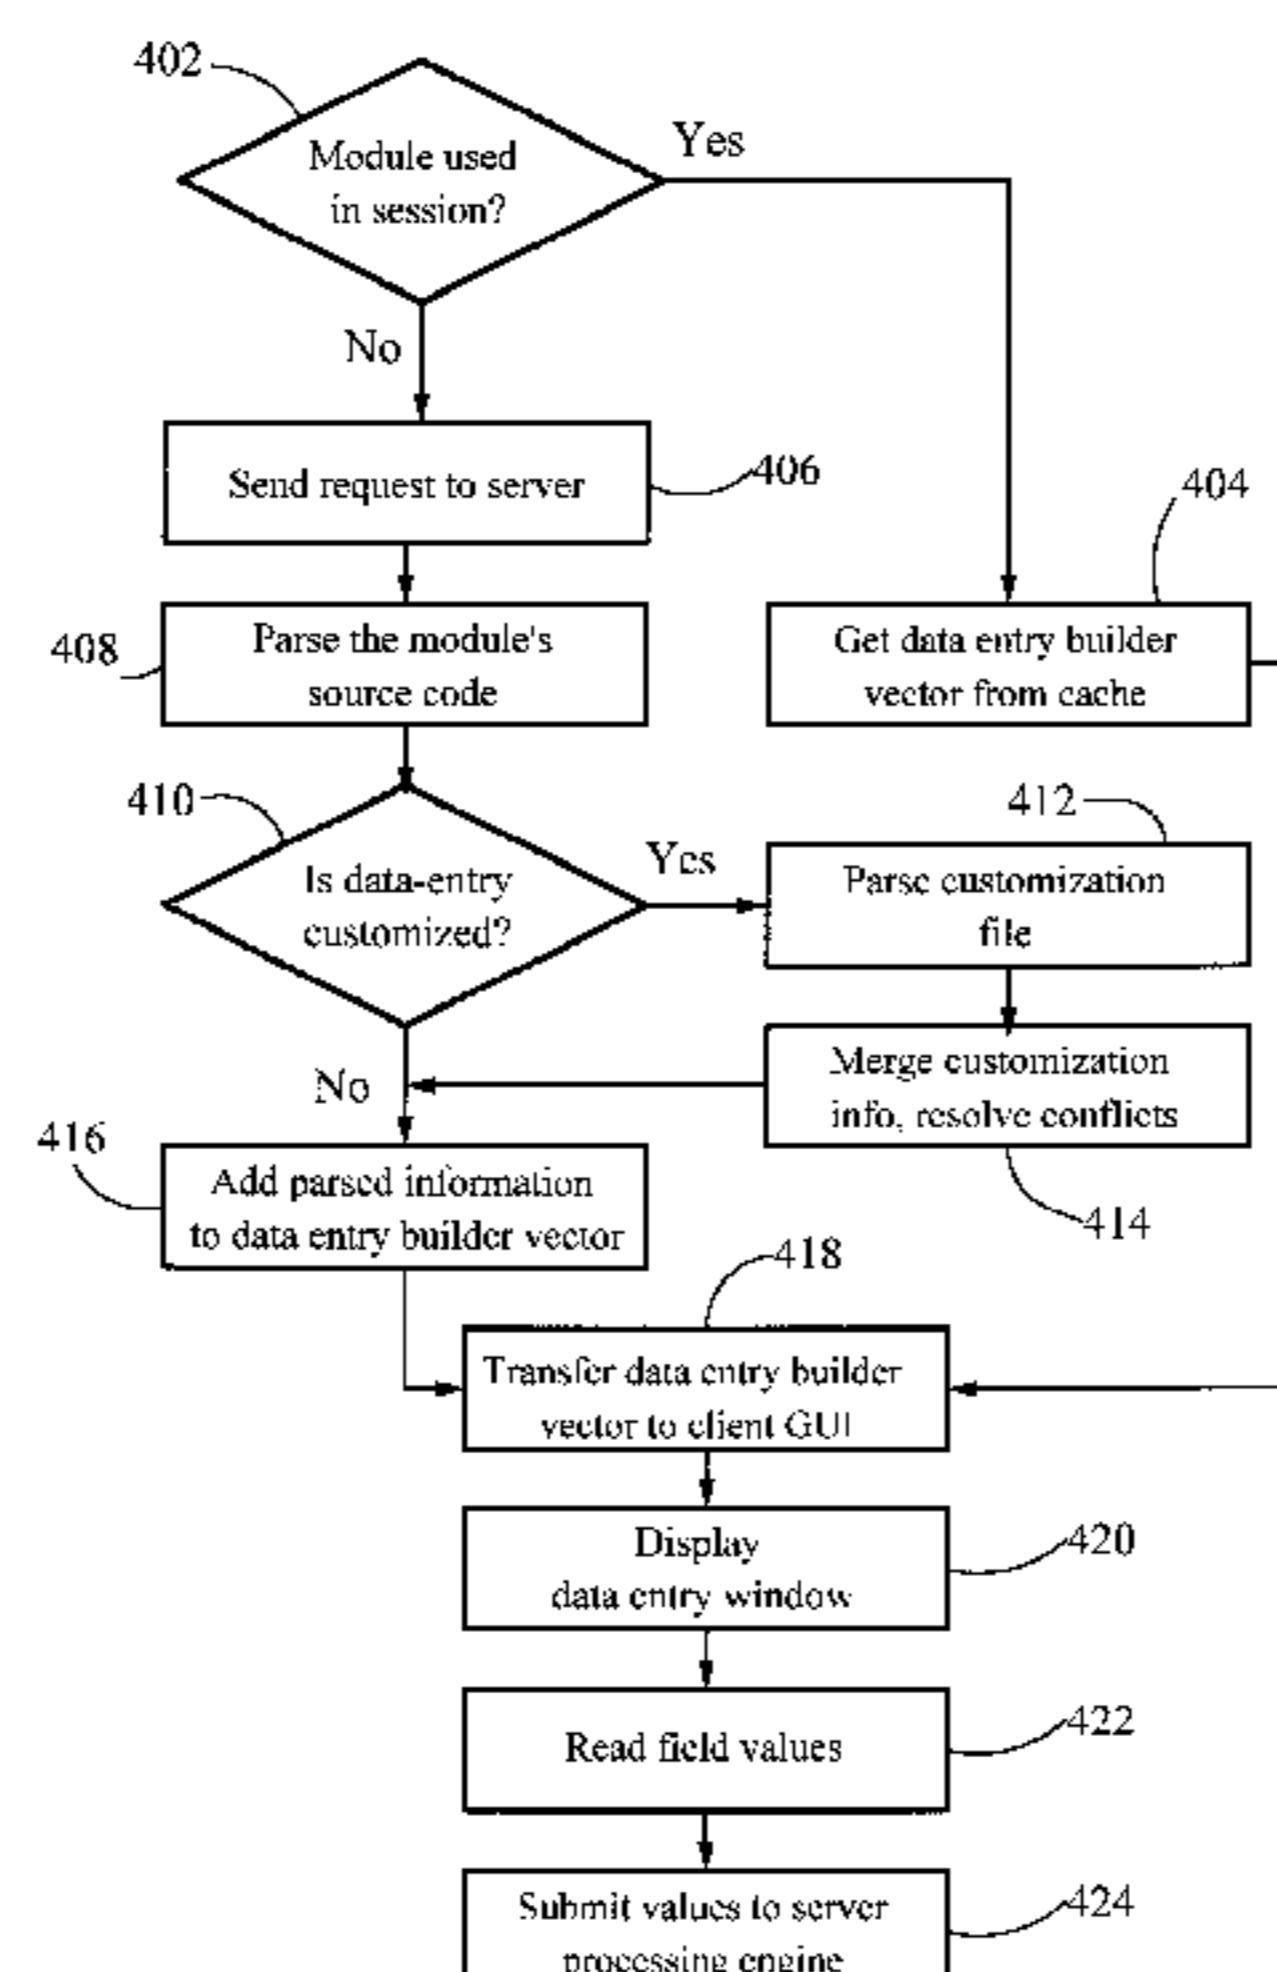 402
Module used
in session?
Yes
No
Send request to server
406
404
408
Parse the module's
source code
Get data entry builder
vector from cache
410
Is data-entry
customized?
Yes
412
Parse customization
file
No
Merge customization
info, resolve conflicts
416
Add parsed information
to data entry builder vector
414
418
Transfer data entry builder
vector to client GUI
Display
data entry window
420
Read field values
422
Submit values to server
processing engine
424